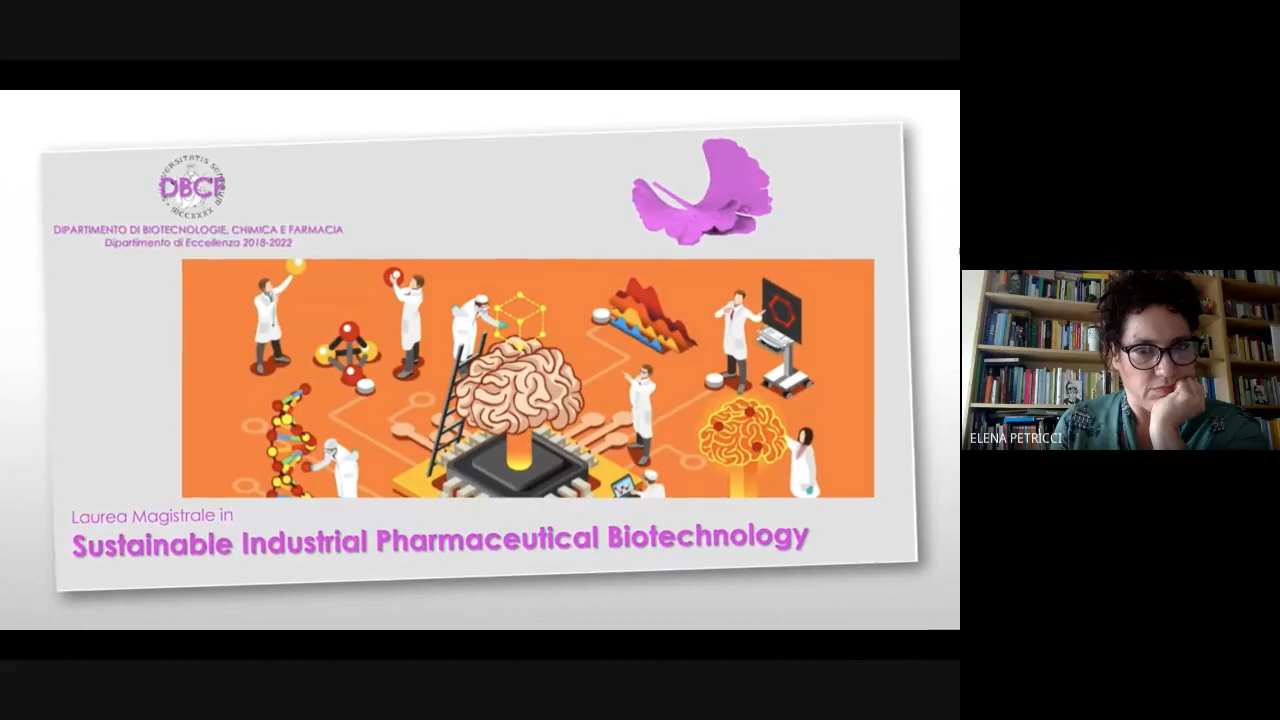 DBCF
DIPARTIMENTO DI BIOTECNOLOGIE, CHIMICA E FARMACIA
Dipartimento di Eccellenza 2018-2022
Laurea Magistrale in
Sustainable Industrial Pharmaceutical Biotechnology
ELENA PETRICCI